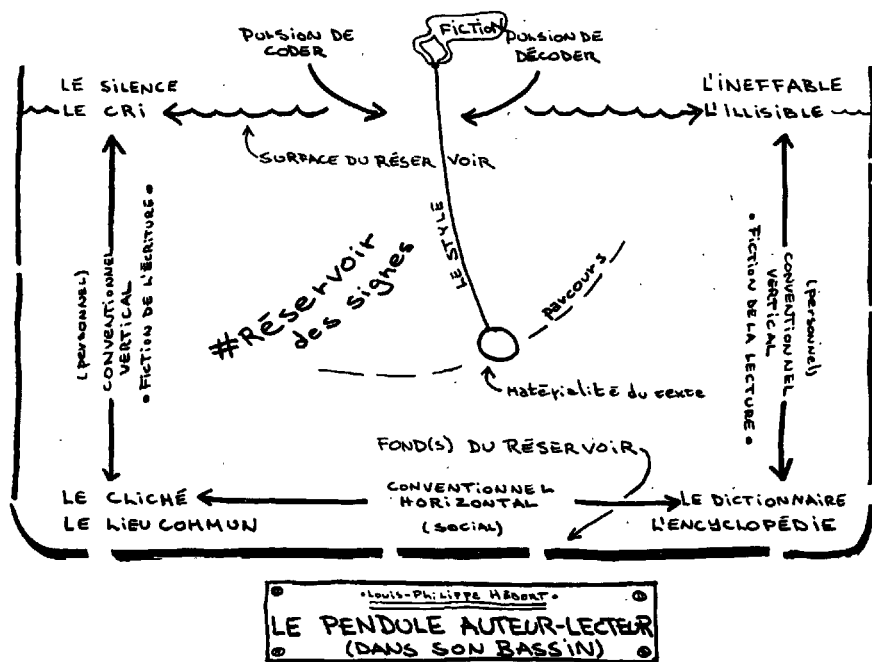 FICTION
PULSION DE
CODER
PULSION DE
DÉCODER
LE SILENCE
LE CRI
L'INEFFABLE
L'ILLISIBLE
SURFACE DU RÉSERVOIR
LE STYLE
#Réservoir
des signes
parcours
(personnel)
CONVENTIONNEL
VERTICAL
• FICTION DE L'ÉCRITURE •
(personnel)
CONVENTIONNEL
VERTICAL
• FICTION DE LA LECTURE •
Matérialité du texte
FOND(S) DU RÉSERVOIR
LE CLICHÉ
LE LIEU COMMUN
CONVENTIONNEL
HORIZONTAL
(SOCIAL)
LE DICTIONNAIRE
L'ENCYCLOPÉDIE
•Louis-Philippe HÉBERT•
LE PENDULE AUTEUR-LECTEUR
(DANS SON BASSIN)